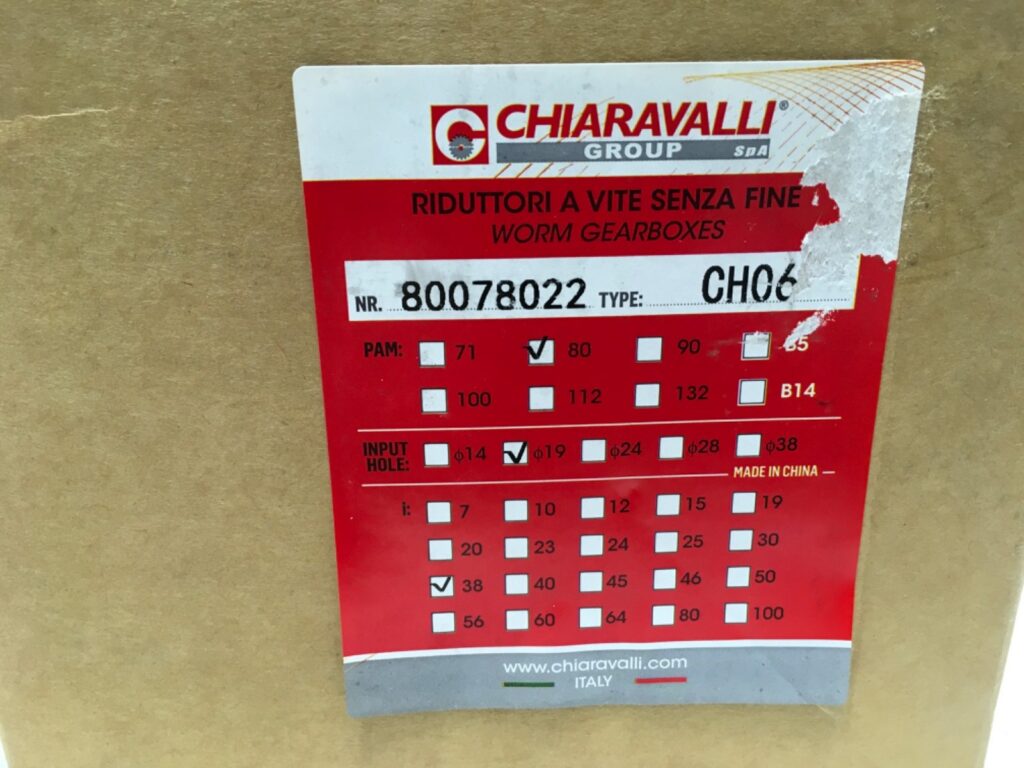 CHIARAVALLI®
GROUP SpA
RIDUTTORI A VITE SENZA FINE
WORM GEARBOXES
NR. 80078022 TYPE: CH06
PAM: 71 ✓ 80 90 B5
100 112 132 B14
INPUT HOLE: ϕ14 ✓ ϕ19 ϕ24 ϕ28 ϕ38
MADE IN CHINA
i: 7 10 12 15 19
20 23 24 25 30
✓ 38 40 45 46 50
56 60 64 80 100
www.chiaravalli.com
ITALY